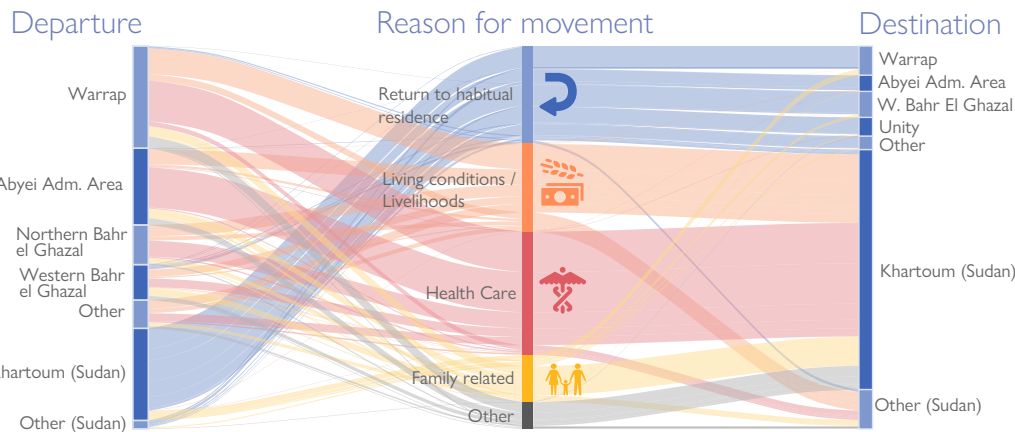 Departure
Reason for movement
Destination
Warrap
Abyei Adm. Area
Northern Bahr
el Ghazal
Western Bahr
el Ghazal
Other
Khartoum (Sudan)
Other (Sudan)
Return to habitual
residence
Living conditions /
Livelihoods
Health Care
Family related
Other
Warrap
Abyei Adm. Area
W. Bahr El Ghazal
Unity
Other
Khartoum (Sudan)
Other (Sudan)